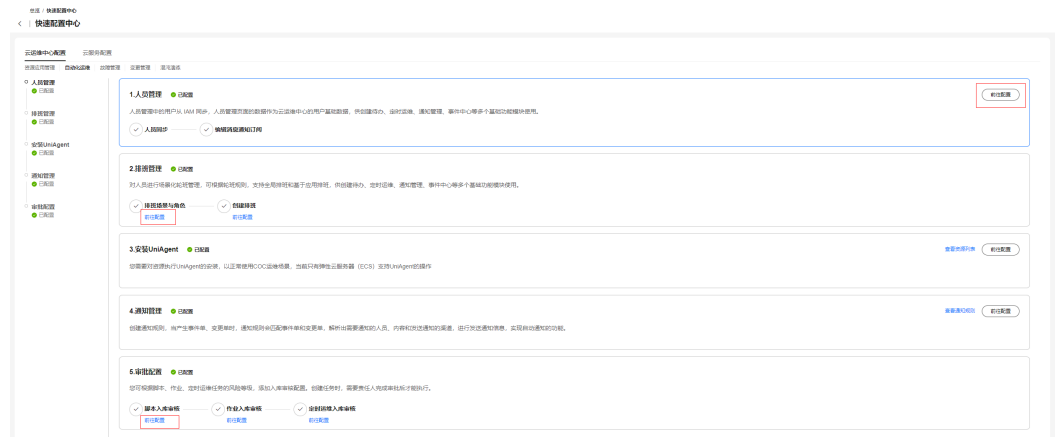 总览 / 快速配置中心
快速配置中心
云运维中心配置 云服务配置
资源应用管理 自动化运维 故障管理 变更管理 混沌演练
人员管理
已配置
排班管理
已配置
安装UniAgent
已配置
通知管理
已配置
审批配置
已配置
1.人员管理 已配置 前往配置
人员管理中的用户从 IAM 同步，人员管理页面的数据作为云运维中心的用户基础数据，供创建待办、定时运维、通知管理、事件中心等多个基础功能模块使用。
人员同步 编辑消息通知订阅
2.排班管理 已配置
对人员进行场景化轮班管理，可根据轮班规则，支持全局排班和基于应用排班，供创建待办、定时运维、通知管理、事件中心等多个基础功能模块使用。
排班场景与角色 创建排班
前往配置 前往配置
3.安装UniAgent 已配置 查看资源列表 前往配置
您需要对资源执行UniAgent的安装，以正常使用COC运维场景，当前只有弹性云服务器（ECS）支持UniAgent的操作
4.通知管理 已配置 查看通知规则 前往配置
创建通知规则，当产生事件单、变更单时，通知规则会匹配事件单和变更单，解析出需要通知的人员、内容和发送通知的渠道，进行发送通知消息，实现自动通知的功能。
5.审批配置 已配置
您可根据脚本、作业、定时运维任务的风险等级，添加入库审核配置。创建任务时，需要责任人完成审批后才能执行。
脚本入库审核 作业入库审核 定时运维入库审核
前往配置 前往配置 前往配置